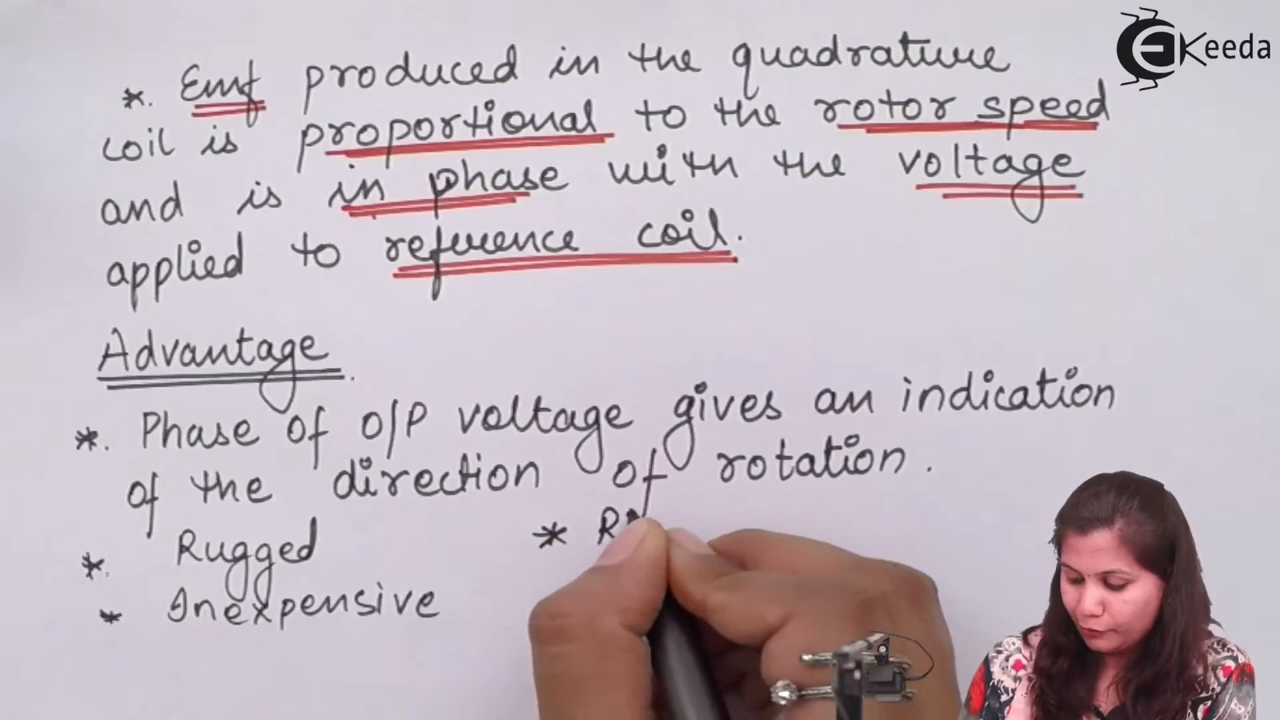 EKeeda
*. Emf produced in the quadrature
coil is proportional to the rotor speed
and is in phase with the voltage
applied to reference coil.
Advantage.
*. Phase of O/P voltage gives an indication
of the direction of rotation.
*. Rugged
* Inexpensive
*